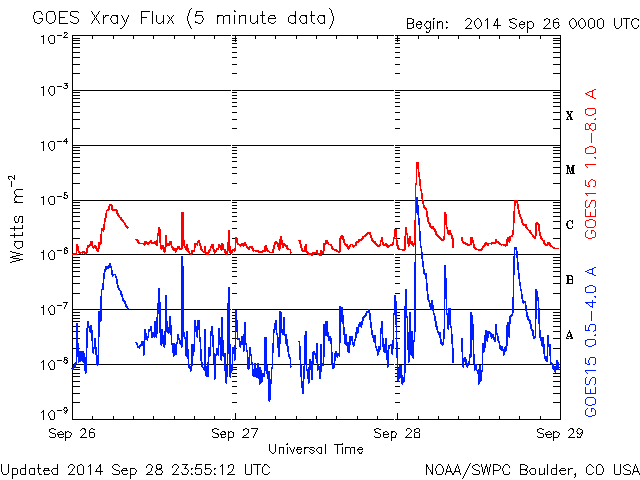 GOES Xray Flux (5 minute data)
Begin: 2014 Sep 26 0000 UTC
10⁻²
10⁻³
10⁻⁴
10⁻⁵
10⁻⁶
10⁻⁷
10⁻⁸
10⁻⁹
Watts m⁻²
X
M
C
B
A
GOES15 1.0-8.0 A
GOES15 0.5-4.0 A
Sep 26
Sep 27
Sep 28
Sep 29
Universal Time
Updated 2014 Sep 28 23:55:12 UTC
NOAA/SWPC Boulder, CO USA